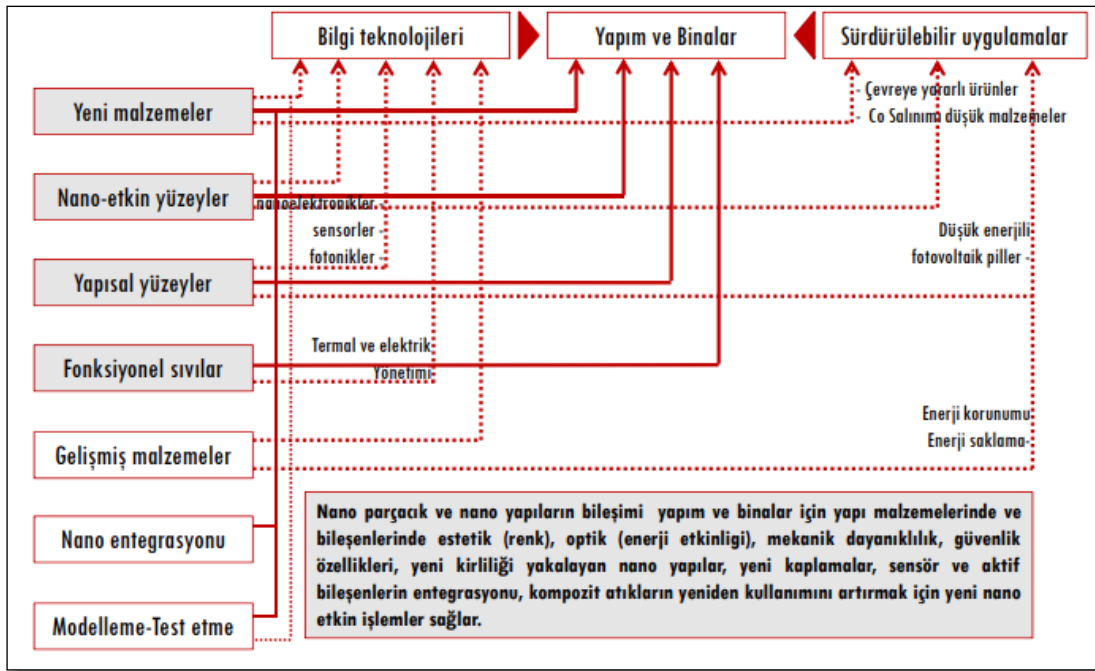 Bilgi teknolojileri
Yapım ve Binalar
Sürdürülebilir uygulamalar
Yeni malzemeler
- Çevreye yararlı ürünler
- Co Salınımı düşük malzemeler
Nano-etkin yüzeyler
nanoelektronikler -
sensorler -
fotonikler -
Düşük enerjili
fotovoltaik piller -
Yapısal yüzeyler
Termal ve elektrik
Yönetimi
Fonksiyonel sıvılar
Enerji korunumu
Enerji saklama-
Gelişmiş malzemeler
Nano entegrasyonu
Modelleme-Test etme
Nano parçacık ve nano yapıların bileşimi yapım ve binalar için yapı malzemelerinde ve
bileşenlerinde estetik (renk), optik (enerji etkinligi), mekanik dayanıklılık, güvenlik
özellikleri, yeni kirliliği yakalayan nano yapılar, yeni kaplamalar, sensör ve aktif
bileşenlerin entegrasyonu, kompozit atıkların yeniden kullanımını artırmak için yeni nano
etkin işlemler sağlar.